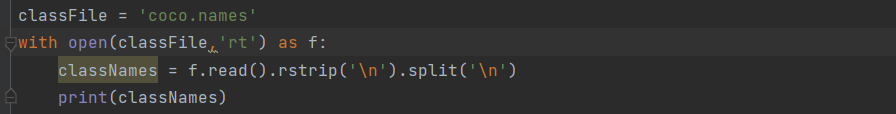 classFile = 'coco.names'
with open(classFile,'rt') as f:
    classNames = f.read().rstrip('\n').split('\n')
    print(classNames)